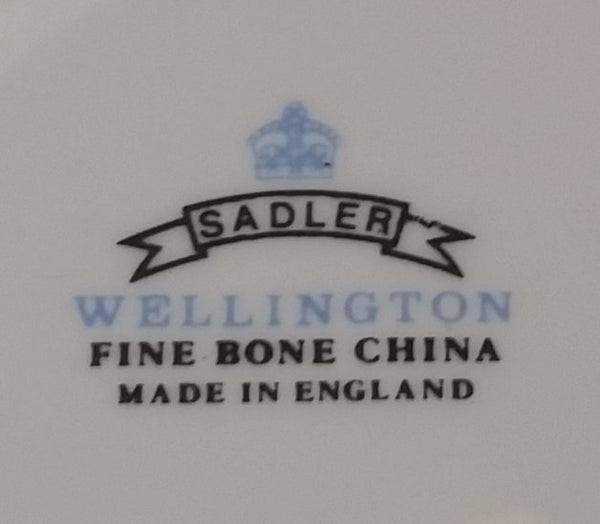 SADLER
WELLINGTON
FINE BONE CHINA
MADE IN ENGLAND